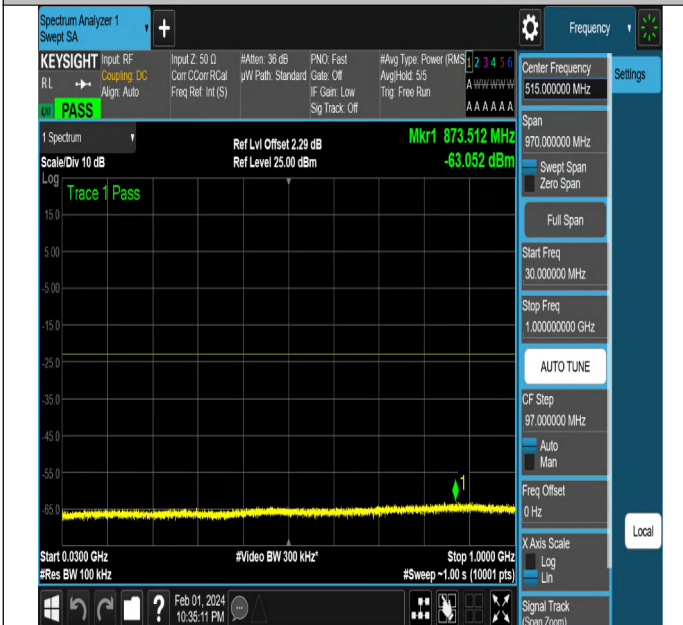 Spectrum Analyzer 1
Swept SA
Frequency
KEYSIGHT
RL
LXI
PASS
Input: RF
Coupling: DC
Align: Auto
Input Z: 50 Ω
Corr CCorr RCal
Freq Ref: Int (S)
#Atten: 36 dB
µW Path: Standard
PNO: Fast
Gate: Off
IF Gain: Low
Sig Track: Off
#Avg Type: Power (RMS
Avg|Hold: 5/5
Trig: Free Run
1 2 3 4 5 6
A W W W W W
A A A A A A
1 Spectrum
Scale/Div 10 dB
Ref Lvl Offset 2.29 dB
Ref Level 25.00 dBm
Mkr1 873.512 MHz
-63.052 dBm
Log
Trace 1 Pass
15.0
5.00
-5.00
-15.0
-25.0
-35.0
-45.0
-55.0
-65.0
1
Start 0.0300 GHz
#Res BW 100 kHz
#Video BW 300 kHz*
Stop 1.0000 GHz
#Sweep ~1.00 s (10001 pts)
Feb 01, 2024
10:35:11 PM
Center Frequency
515.000000 MHz
Span
970.000000 MHz
Swept Span
Zero Span
Full Span
Start Freq
30.000000 MHz
Stop Freq
1.000000000 GHz
AUTO TUNE
CF Step
97.000000 MHz
Auto
Man
Freq Offset
0 Hz
X Axis Scale
Log
Lin
Signal Track
(Span Zoom)
Settings
Local